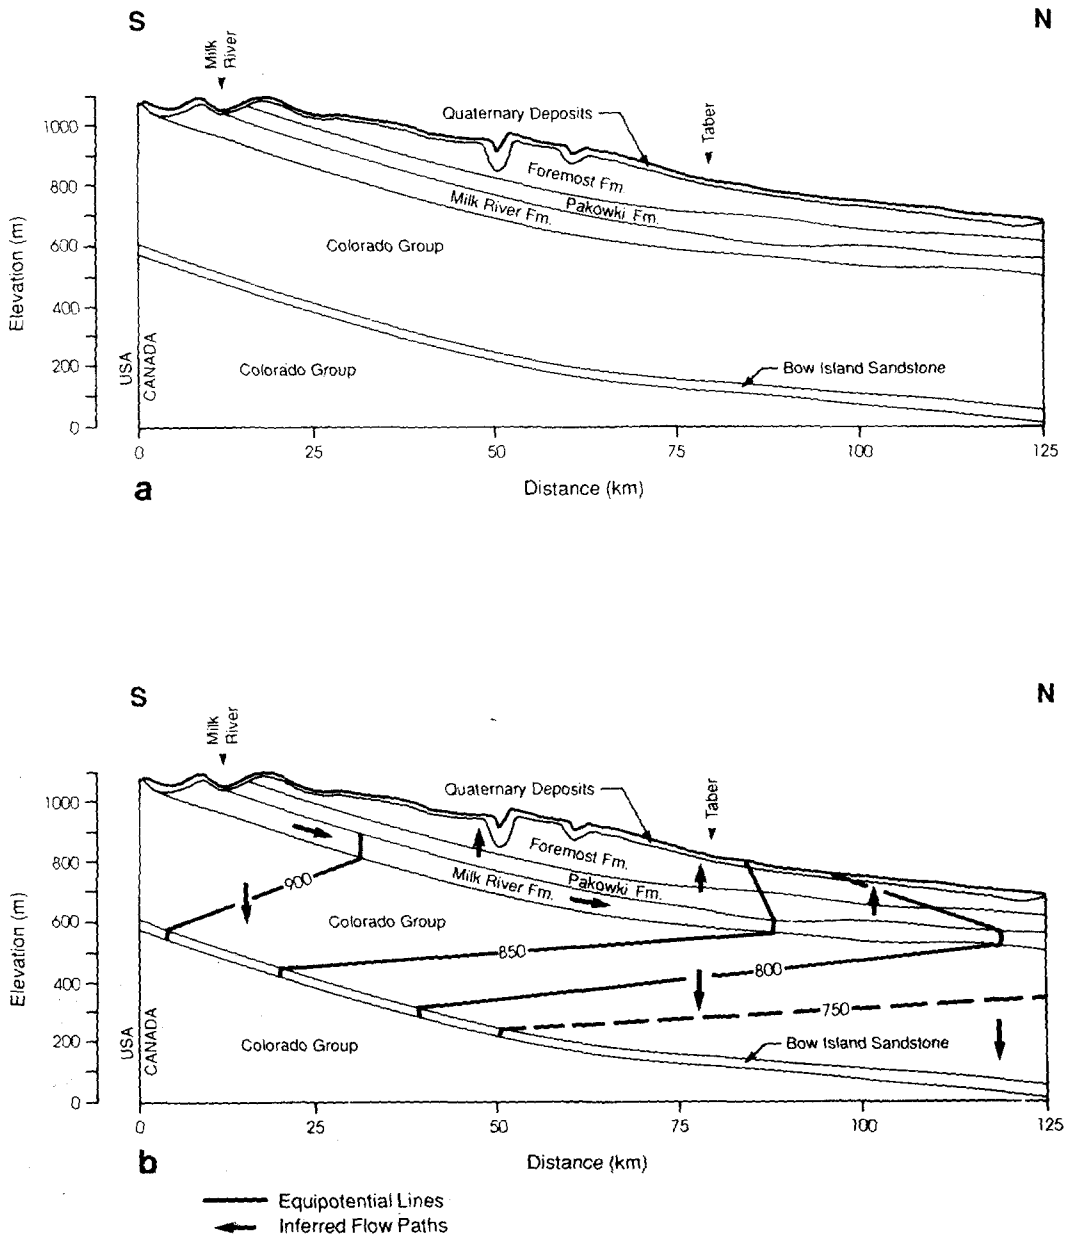 S
N
Milk
River
Quaternary Deposits
Taber
1000
800
600
400
200
0
Elevation (m)
Foremost Fm.
Pakowki Fm.
Milk River Fm.
Colorado Group
USA
CANADA
Colorado Group
Bow Island Sandstone
0
25
50
75
100
125
Distance (km)
a
S
N
Milk
River
Quaternary Deposits
Taber
1000
800
600
400
200
0
Elevation (m)
Foremost Fm.
Pakowki Fm.
Milk River Fm.
900
Colorado Group
850
800
750
USA
CANADA
Colorado Group
Bow Island Sandstone
0
25
50
75
100
125
Distance (km)
b
Equipotential Lines
Inferred Flow Paths